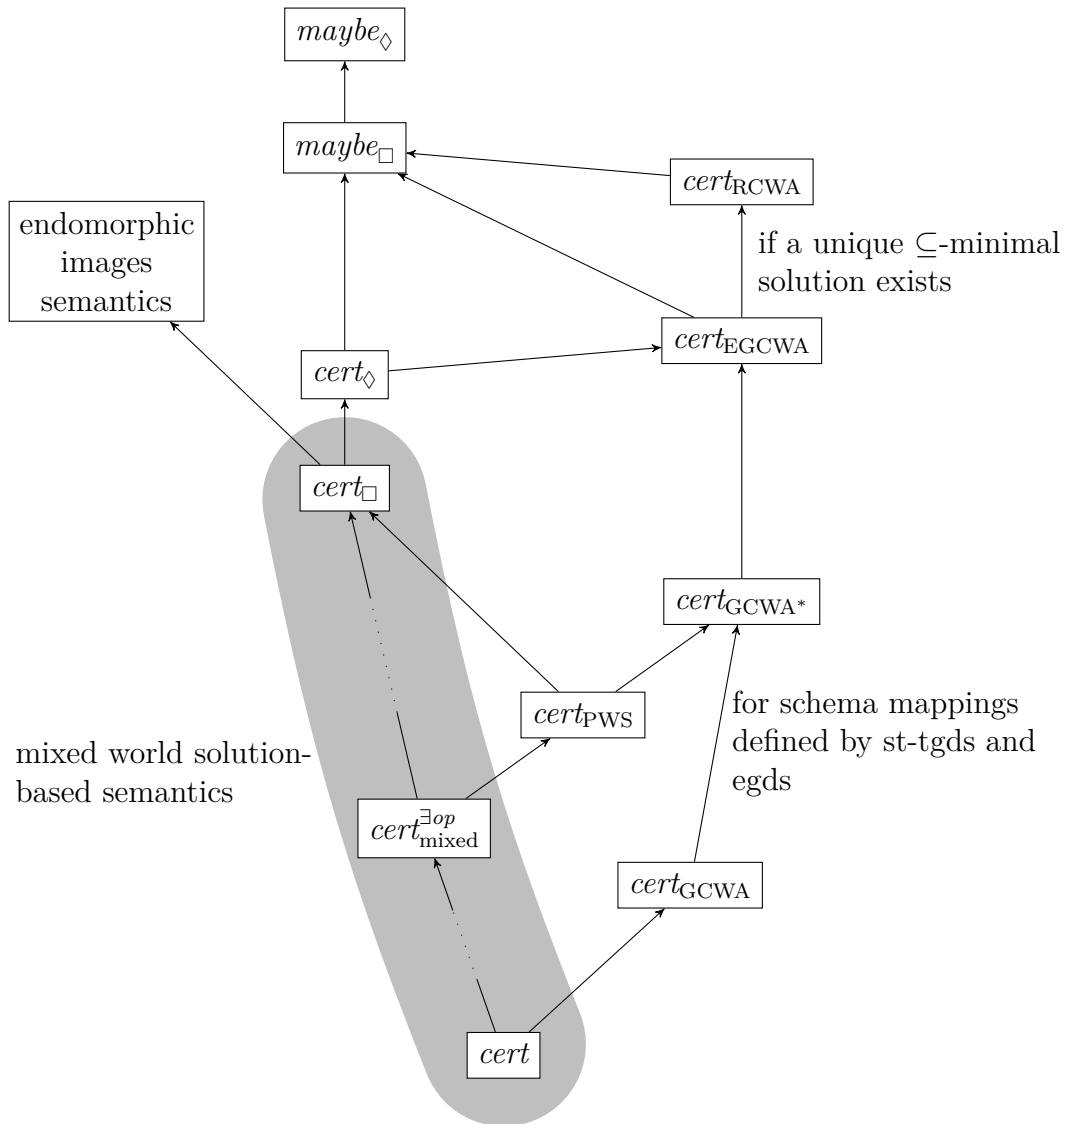 maybe◊
maybe□
cert_RCWA
endomorphic
images
semantics
if a unique ⊆-minimal
solution exists
cert_EGCWA
cert◊
cert□
cert_GCWA*
cert_PWS
for schema mappings
defined by st-tgds and
egds
mixed world solution-
based semantics
cert^∃op_mixed
cert_GCWA
cert